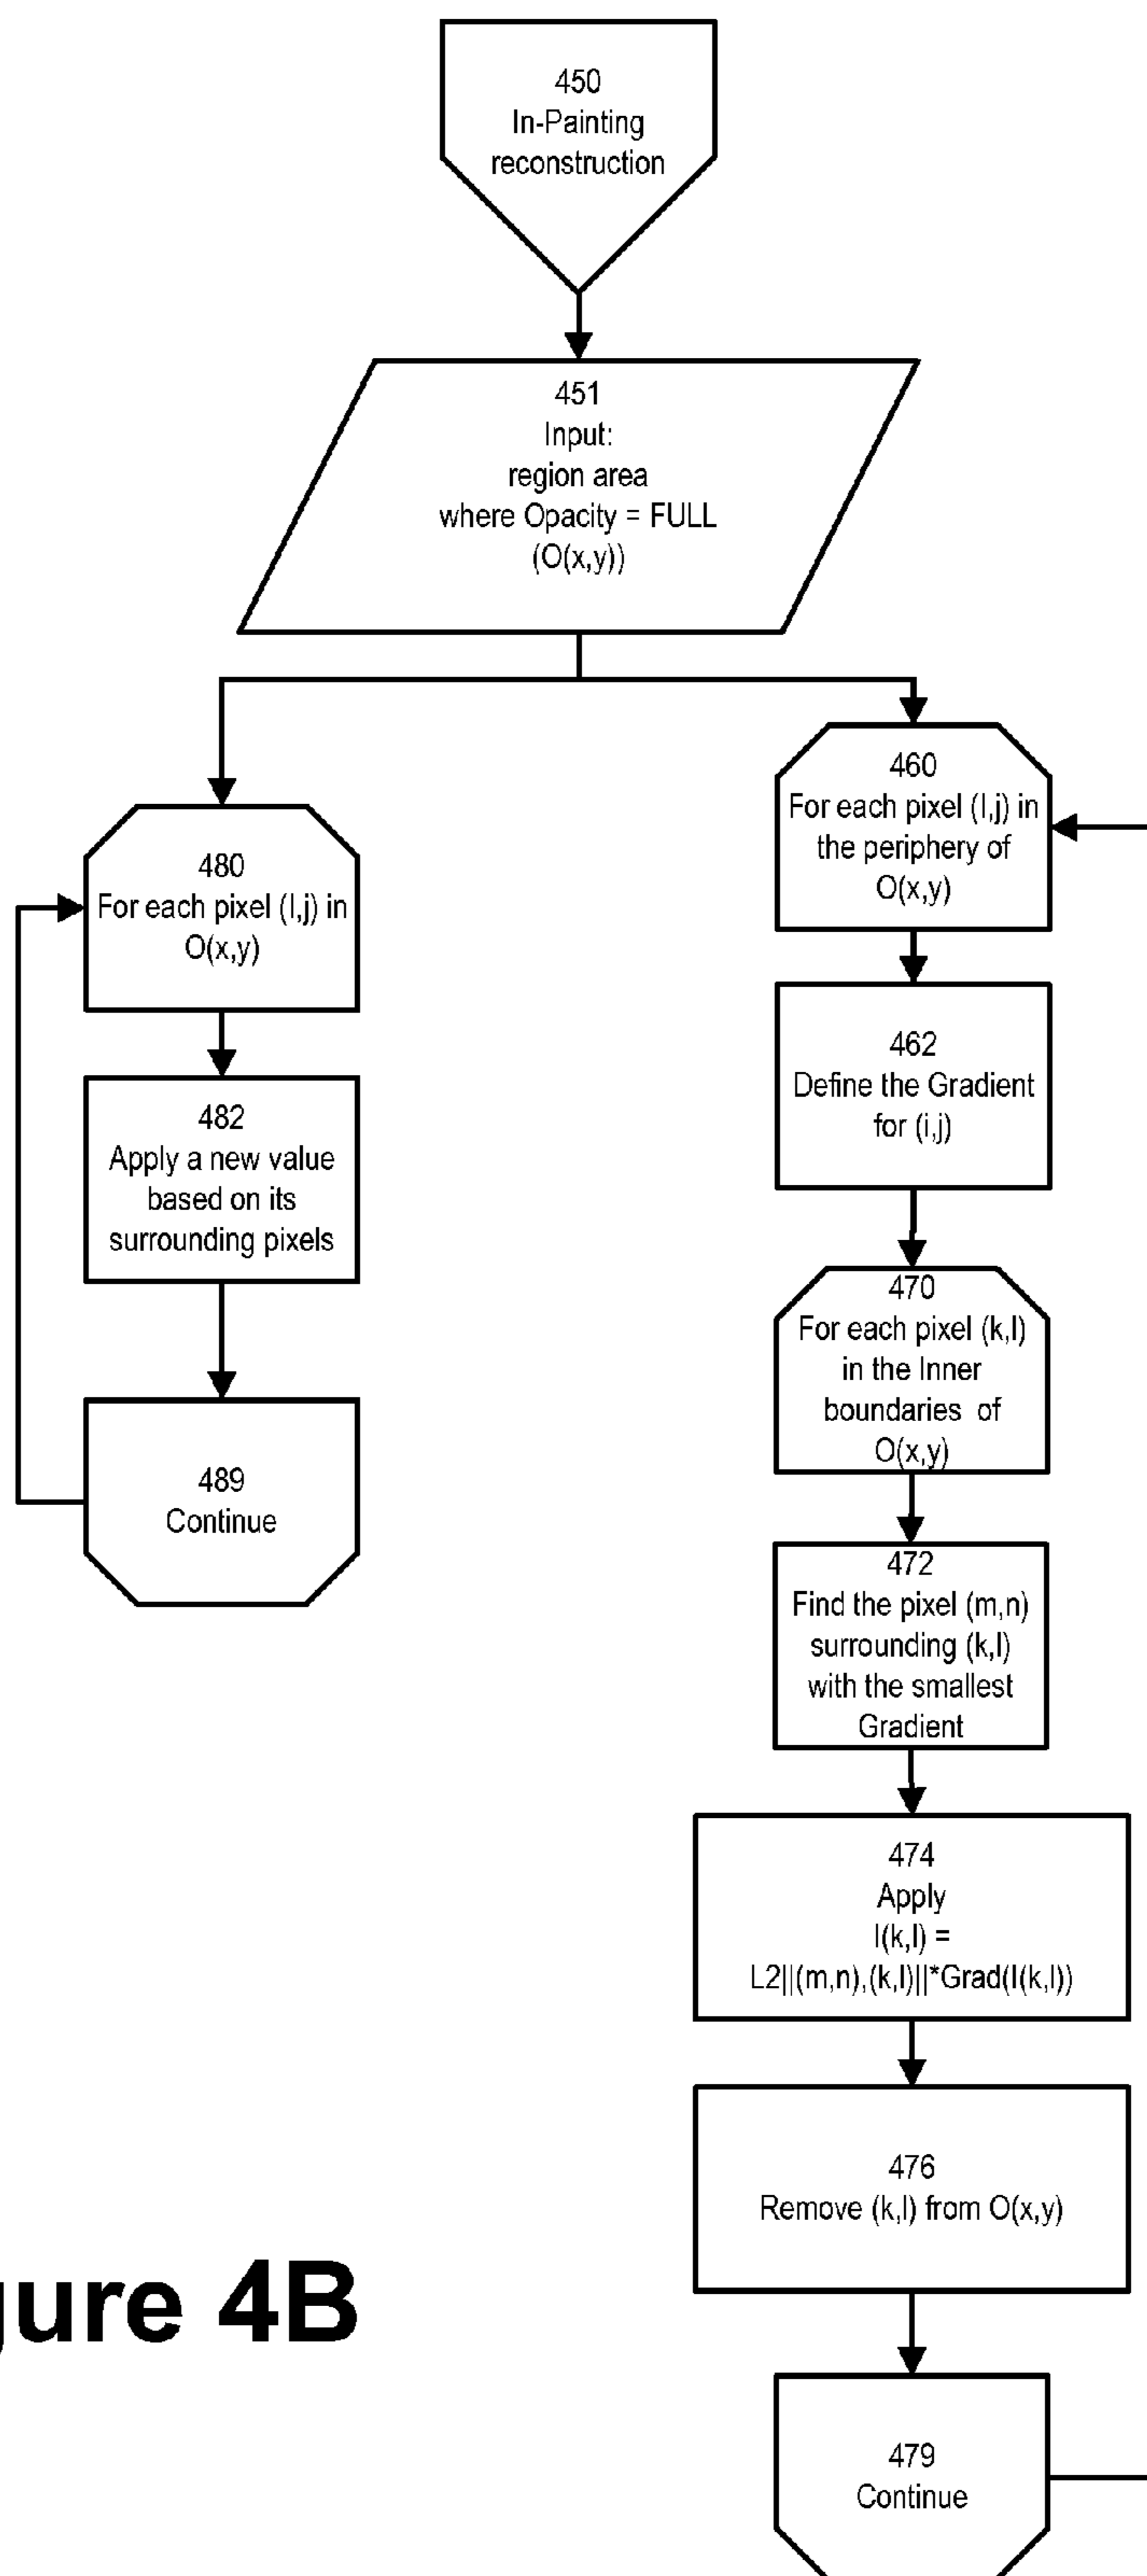 450
In-Painting
reconstruction
451
Input:
region area
where Opacity = FULL
(O(x,y))
480
For each pixel (I,j) in
O(x,y)
482
Apply a new value
based on its
surrounding pixels
489
Continue
460
For each pixel (I,j) in
the periphery of
O(x,y)
462
Define the Gradient
for (i,j)
470
For each pixel (k,l)
in the Inner
boundaries of
O(x,y)
472
Find the pixel (m,n)
surrounding (k,l)
with the smallest
Gradient
474
Apply
I(k,l) =
L2||(m,n),(k,l)||*Grad(I(k,l))
476
Remove (k,l) from O(x,y)
479
Continue
gure 4B